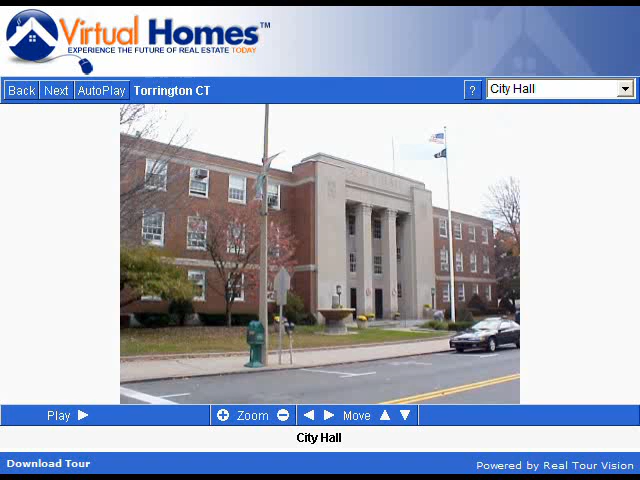 Virtual Homes™
EXPERIENCE THE FUTURE OF REAL ESTATE TODAY
Back Next AutoPlay Torrington CT ? City Hall
Play Zoom Move
City Hall
Download Tour Powered by Real Tour Vision